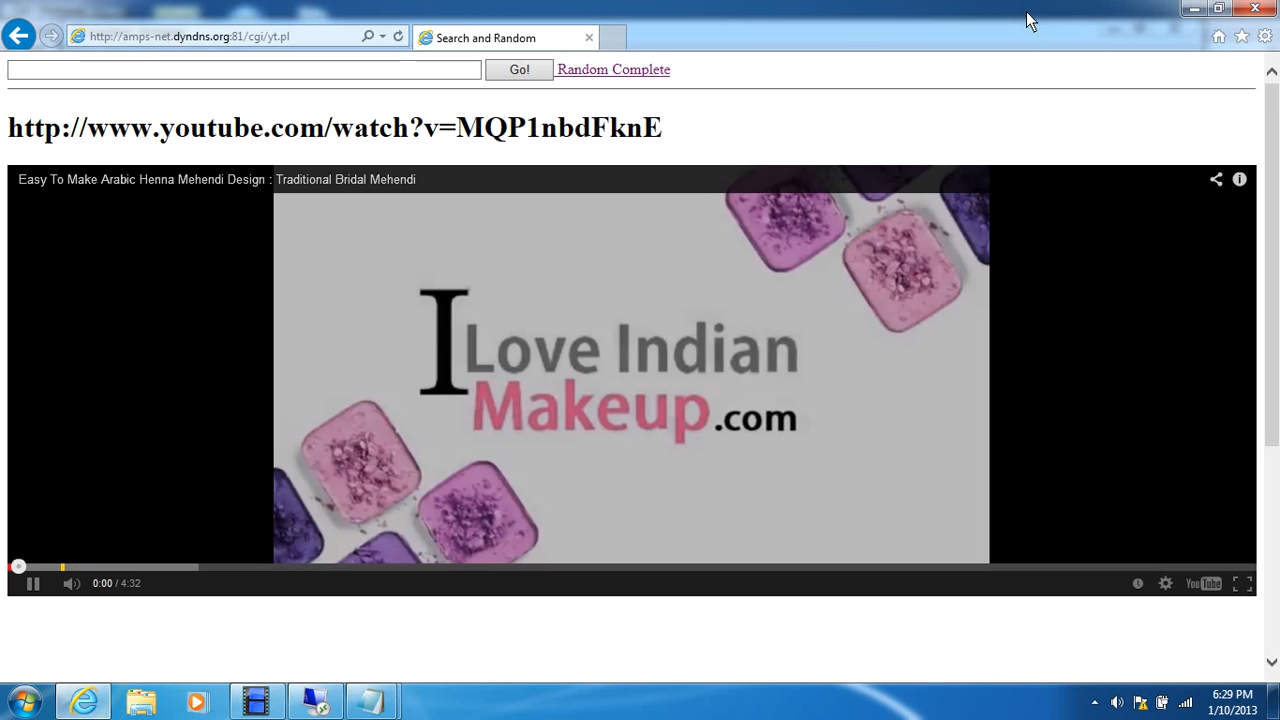 http://amps-net.dyndns.org:81/cgi/yt.pl
Search and Random
Go!
Random Complete
http://www.youtube.com/watch?v=MQP1nbdFknE
Easy To Make Arabic Henna Mehendi Design : Traditional Bridal Mehendi
I Love Indian
Makeup.com
0:00 / 4:32
YouTube
6:29 PM
1/10/2013